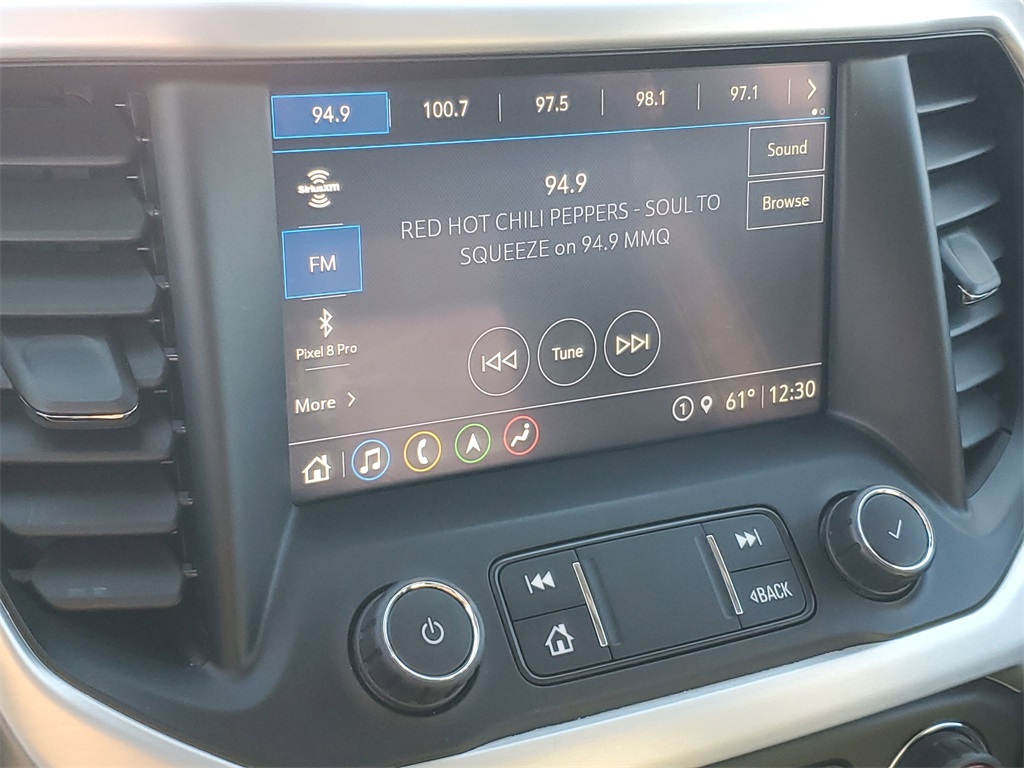 94.9 100.7 97.5 98.1 97.1
SiriusXM
Sound
94.9
RED HOT CHILI PEPPERS - SOUL TO
SQUEEZE on 94.9 MMQ
Browse
FM
Pixel 8 Pro
Tune
More
1 61° 12:30
BACK